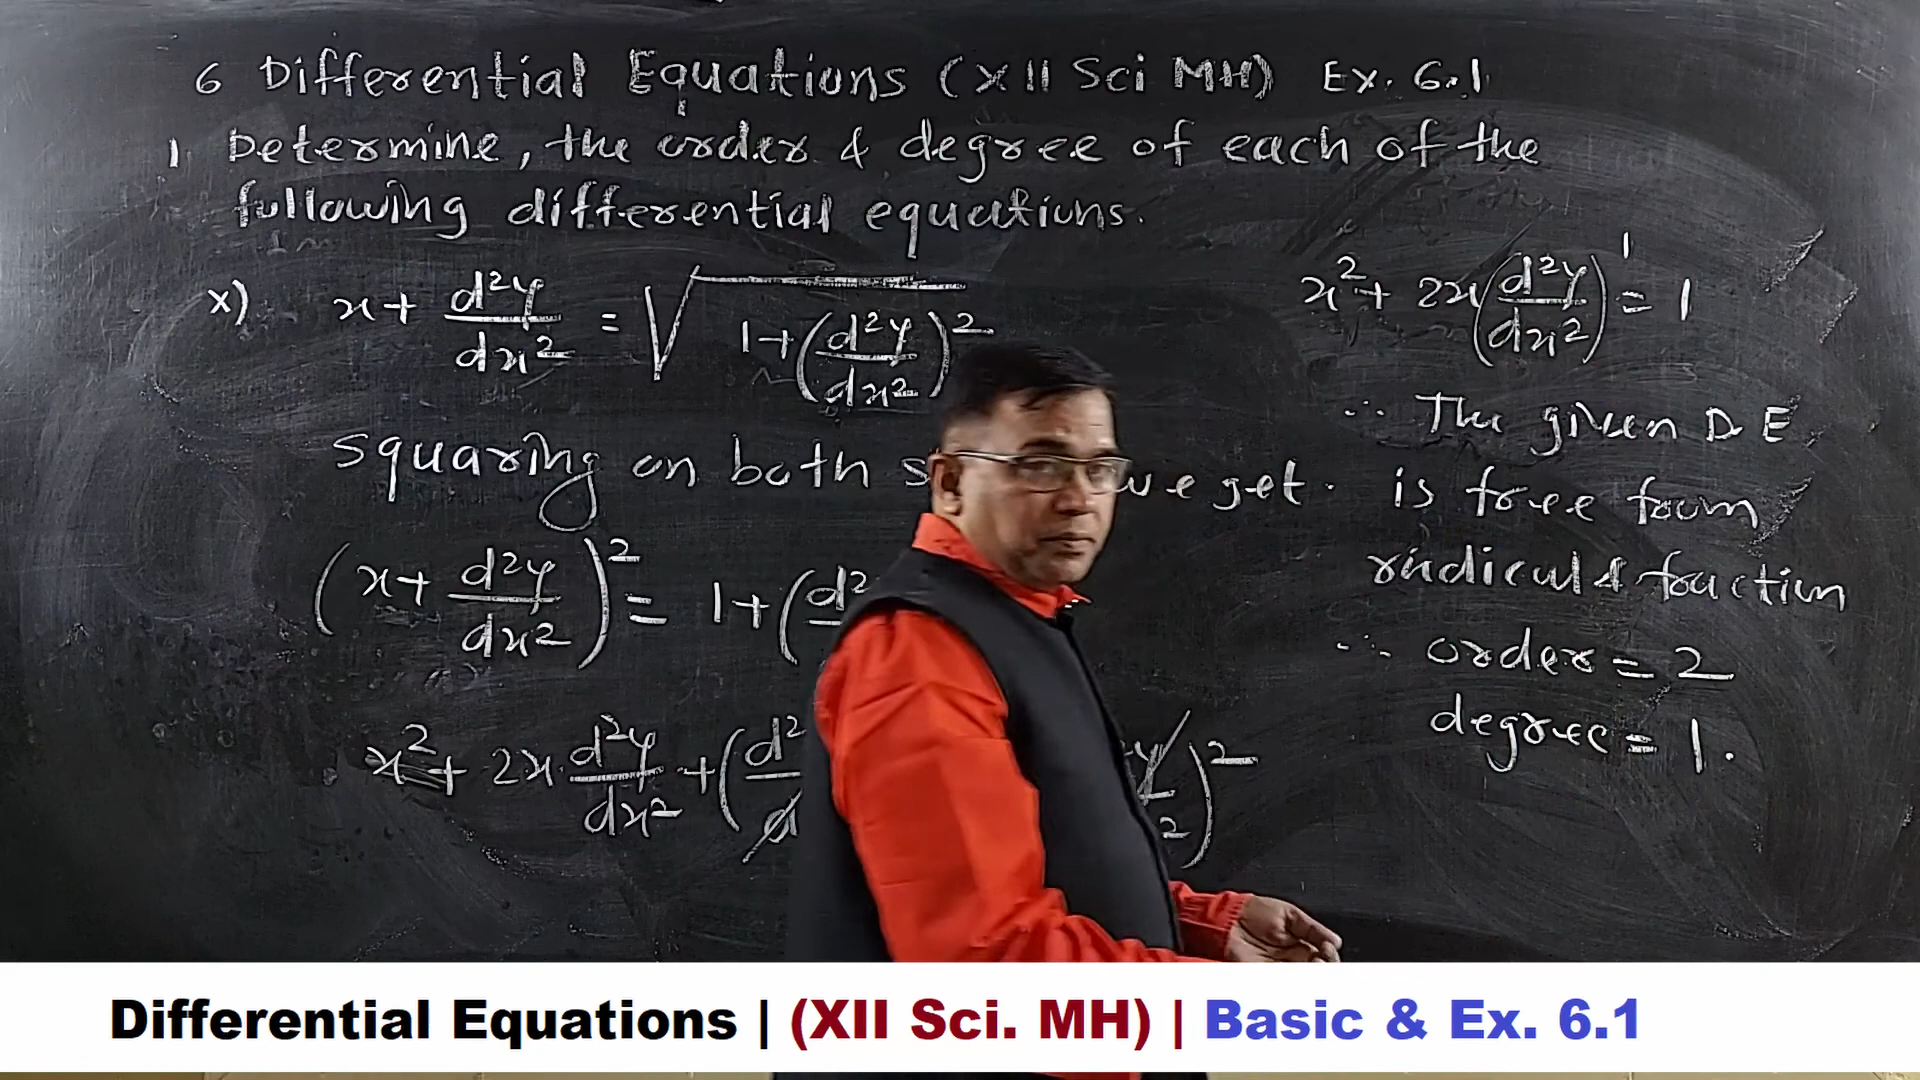 6 Differential Equations (XII Sci MH) Ex. 6.1
1 Determine, the order & degree of each of the
following differential equations.
x) x + d²y/dx² = √1+(d²y/dx²)²
squaring on both we get.
(x + d²y/dx²)² = 1+(d²
x² + 2x d²y/dx² + (d² y )²
x² + 2x(d²y/dx²)¹ = 1
∴ The given D.E
is free from
radical & fraction
∴ order = 2
degree = 1.
Differential Equations | (XII Sci. MH) | Basic & Ex. 6.1